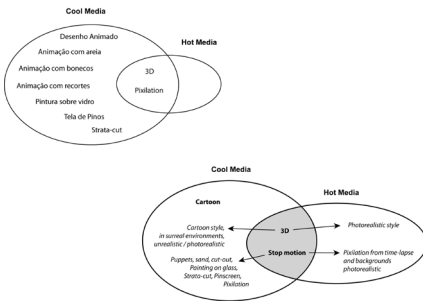 Cool Media
Desenho Animado
Hot Media
Animação com areia
Animação com bonecos
3D
Animação com recortes
Pixilation
Pintura sobre vidro
Tela de Pinos
Strata-cut
Cool Media
Hot Media
Cartoon
Cartoon style,
in surreal environments,
unrealistic / photorealistic
3D
Photorealistic style
Stop motion
Puppets, sand, cut-out,
Painting on glass,
Strato-cut, Pinscreen,
Pixilation
Pixilation from time-lapse
and backgrounds
photorealistic